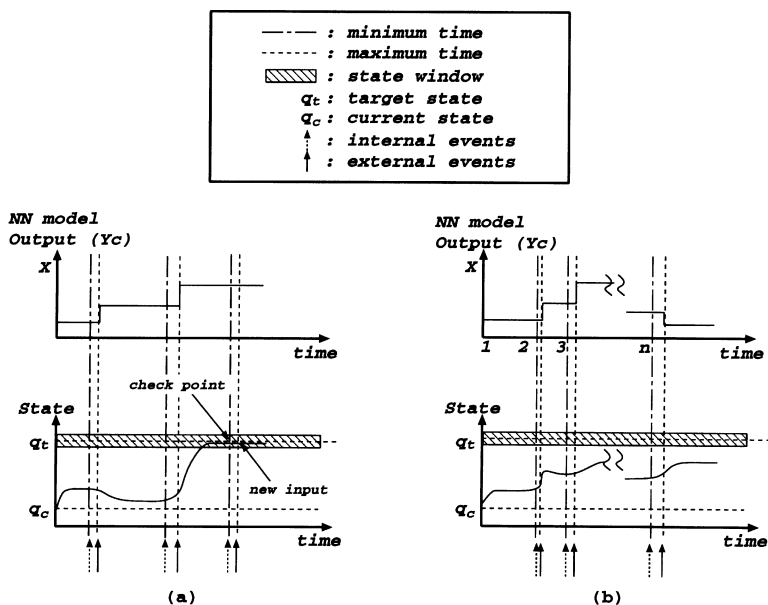 : minimum time
: maximum time
: state window
qt : target state
qc : current state
: internal events
: external events
NN model
Output (Yc)
X
time
check point
State
qt
new input
qc
time
(a)
NN model
Output (Yc)
X
1 2 3 n
time
State
qt
qc
time
(b)